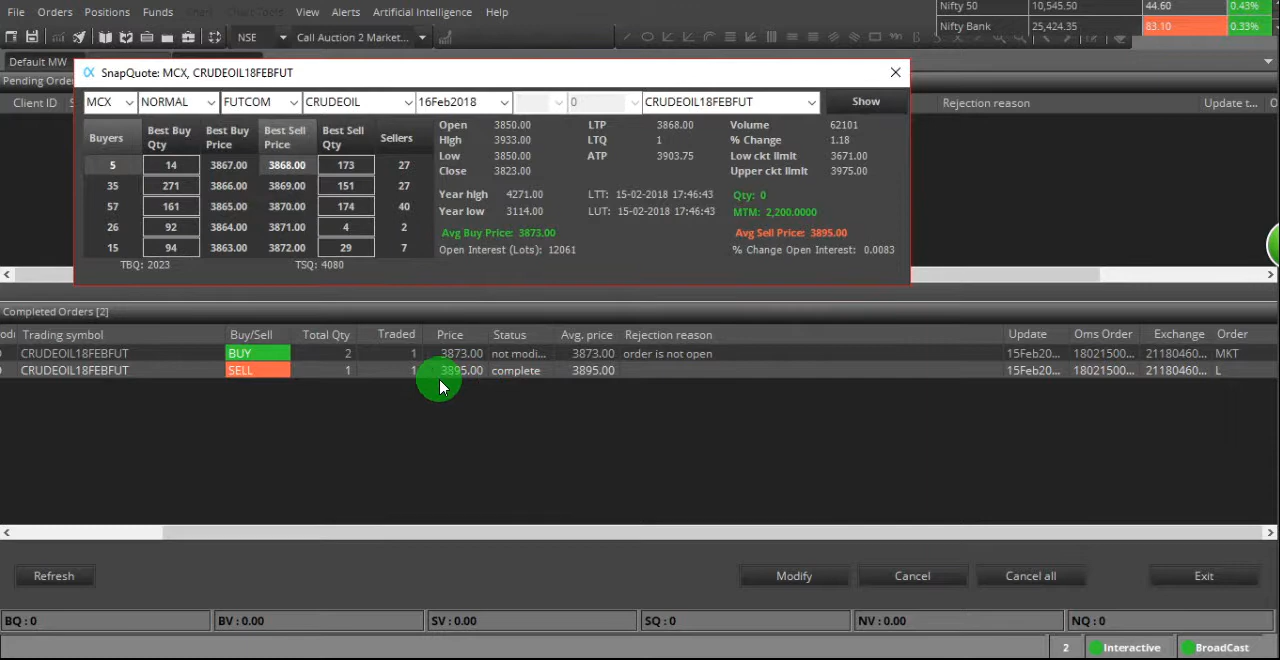 File Orders Positions Funds View Alerts Artificial Intelligence Help
Nifty 50 10,545.50 44.60 0.43%
Nifty Bank 25,424.35 83.10 0.33%
NSE Call Auction 2 Market...
Default MW
Pending Orde
SnapQuote: MCX, CRUDEOIL18FEBFUT
Client ID Rejection reason Update t...
MCX NORMAL FUTCOM CRUDEOIL 16Feb2018 0 CRUDEOIL18FEBFUT Show
Buyers Best Buy Qty Best Buy Price Best Sell Price Best Sell Qty Sellers
5 14 3867.00 3868.00 173 27
35 271 3866.00 3869.00 151 27
57 161 3865.00 3870.00 174 40
26 92 3864.00 3871.00 4 2
15 94 3863.00 3872.00 29 7
TBQ: 2023 TSQ: 4080
Open 3850.00 LTP 3868.00 Volume 62101
High 3933.00 LTQ 1 % Change 1.18
Low 3850.00 ATP 3903.75 Low ckt limit 3671.00
Close 3823.00 Upper ckt limit 3975.00
Year high 4271.00 LTT: 15-02-2018 17:46:43 Qty: 0
Year low 3114.00 LUT: 15-02-2018 17:46:43 MTM: 2,200.0000
Avg Buy Price: 3873.00 Avg Sell Price: 3895.00
Open Interest (Lots): 12061 % Change Open Interest: 0.0083
Completed Orders [2]
Trading symbol Buy/Sell Total Qty Traded Price Status Avg. price Rejection reason Update Oms Order Exchange Order
CRUDEOIL18FEBFUT BUY 2 1 3873.00 not modi... 3873.00 order is not open 15Feb20... 18021500... 21180460... MKT
CRUDEOIL18FEBFUT SELL 1 1 3895.00 complete 3895.00 15Feb20... 18021500... 21180460... L
Refresh Modify Cancel Cancel all Exit
BQ : 0 BV : 0.00 SV : 0.00 SQ : 0 NV : 0.00 NQ : 0
2 Interactive BroadCast